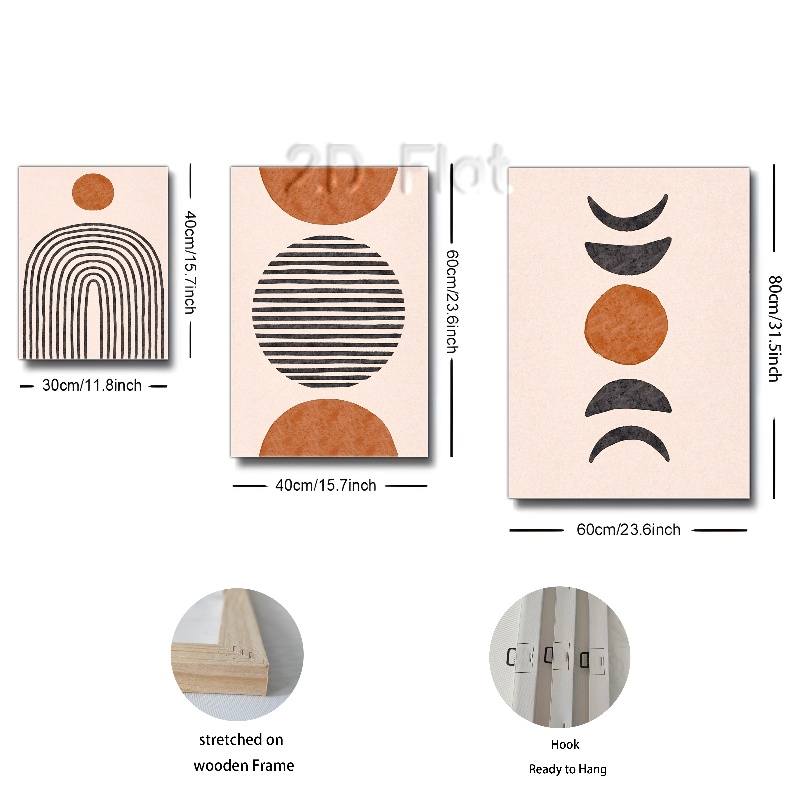 2D Flat
40cm/15.7inch
60cm/23.6inch
80cm/31.5inch
30cm/11.8inch
40cm/15.7inch
60cm/23.6inch
stretched on
wooden Frame
Hook
Ready to Hang